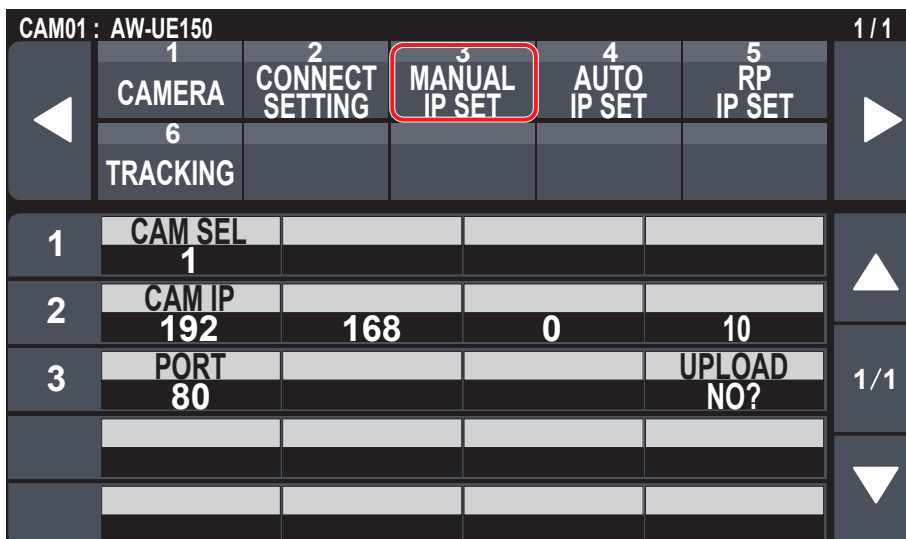 CAM01 : AW-UE150 1 / 1
1 2 3 4 5
CAMERA CONNECT SETTING MANUAL IP SET AUTO IP SET RP IP SET
6
TRACKING
1 CAM SEL
1
2 CAM IP
192 168 0 10
3 PORT UPLOAD
80 NO?
1/1